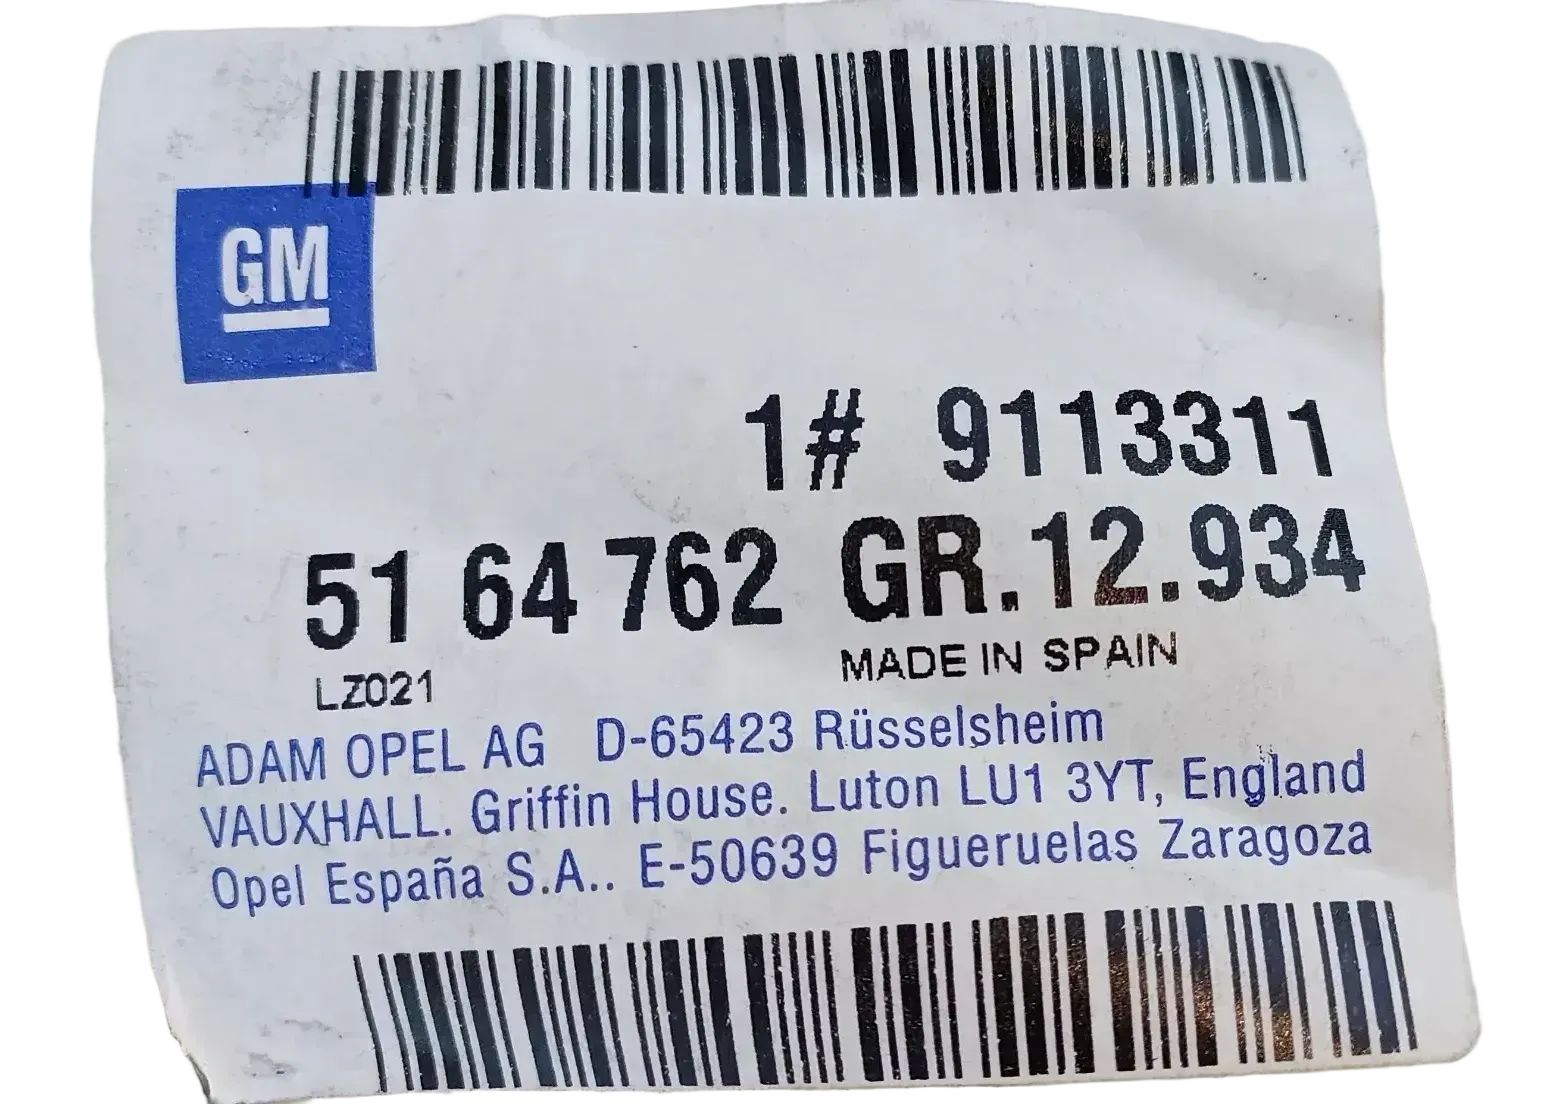 GM
1# 9113311
51 64 762 GR.12.934
LZ021 MADE IN SPAIN
ADAM OPEL AG D-65423 Rüsselsheim
VAUXHALL. Griffin House. Luton LU1 3YT, England
Opel España S.A.. E-50639 Figueruelas Zaragoza